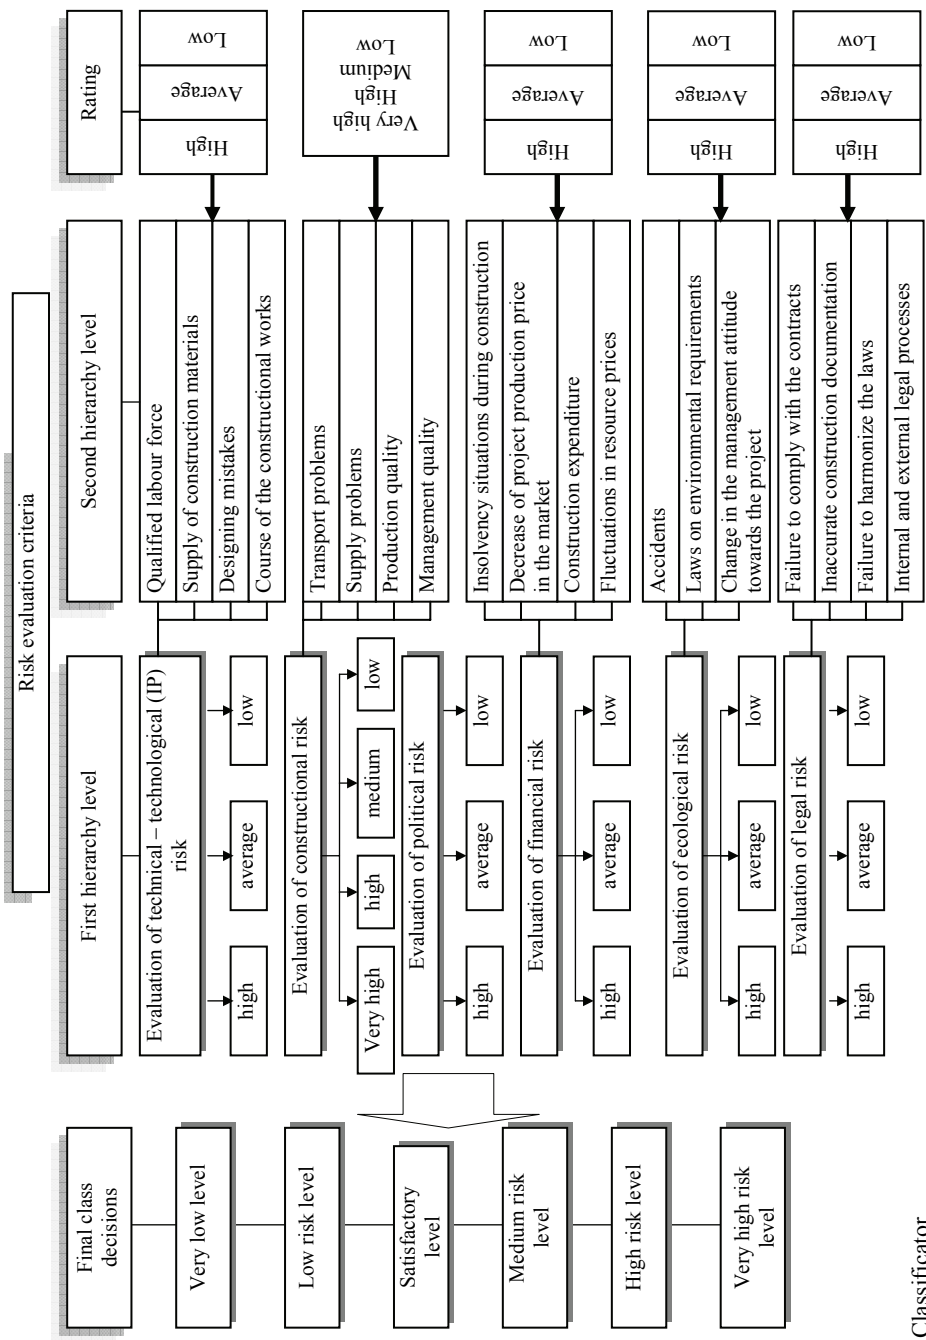 Risk evaluation criteria
Final class
decisions
First hierarchy level
Second hierarchy level
Rating
Very low level
Low risk level
Satisfactory
level
Medium risk
level
High risk level
Very high risk
level
Evaluation of technical – technological (IP)
risk
high
average
low
Evaluation of constructional risk
Very high
high
medium
low
Evaluation of political risk
high
average
low
Evaluation of financial risk
high
average
low
Evaluation of ecological risk
high
average
low
Evaluation of legal risk
high
average
low
Qualified labour force
Supply of construction materials
Designing mistakes
Course of the constructional works
Transport problems
Supply problems
Production quality
Management quality
Insolvency situations during construction
Decrease of project production price
in the market
Construction expenditure
Fluctuations in resource prices
Accidents
Laws on environmental requirements
Change in the management attitude
towards the project
Failure to comply with the contracts
Inaccurate construction documentation
Failure to harmonize the laws
Internal and external legal processes
High
Average
Low
Very high
High
Medium
Low
High
Average
Low
High
Average
Low
High
Average
Low
Classificator